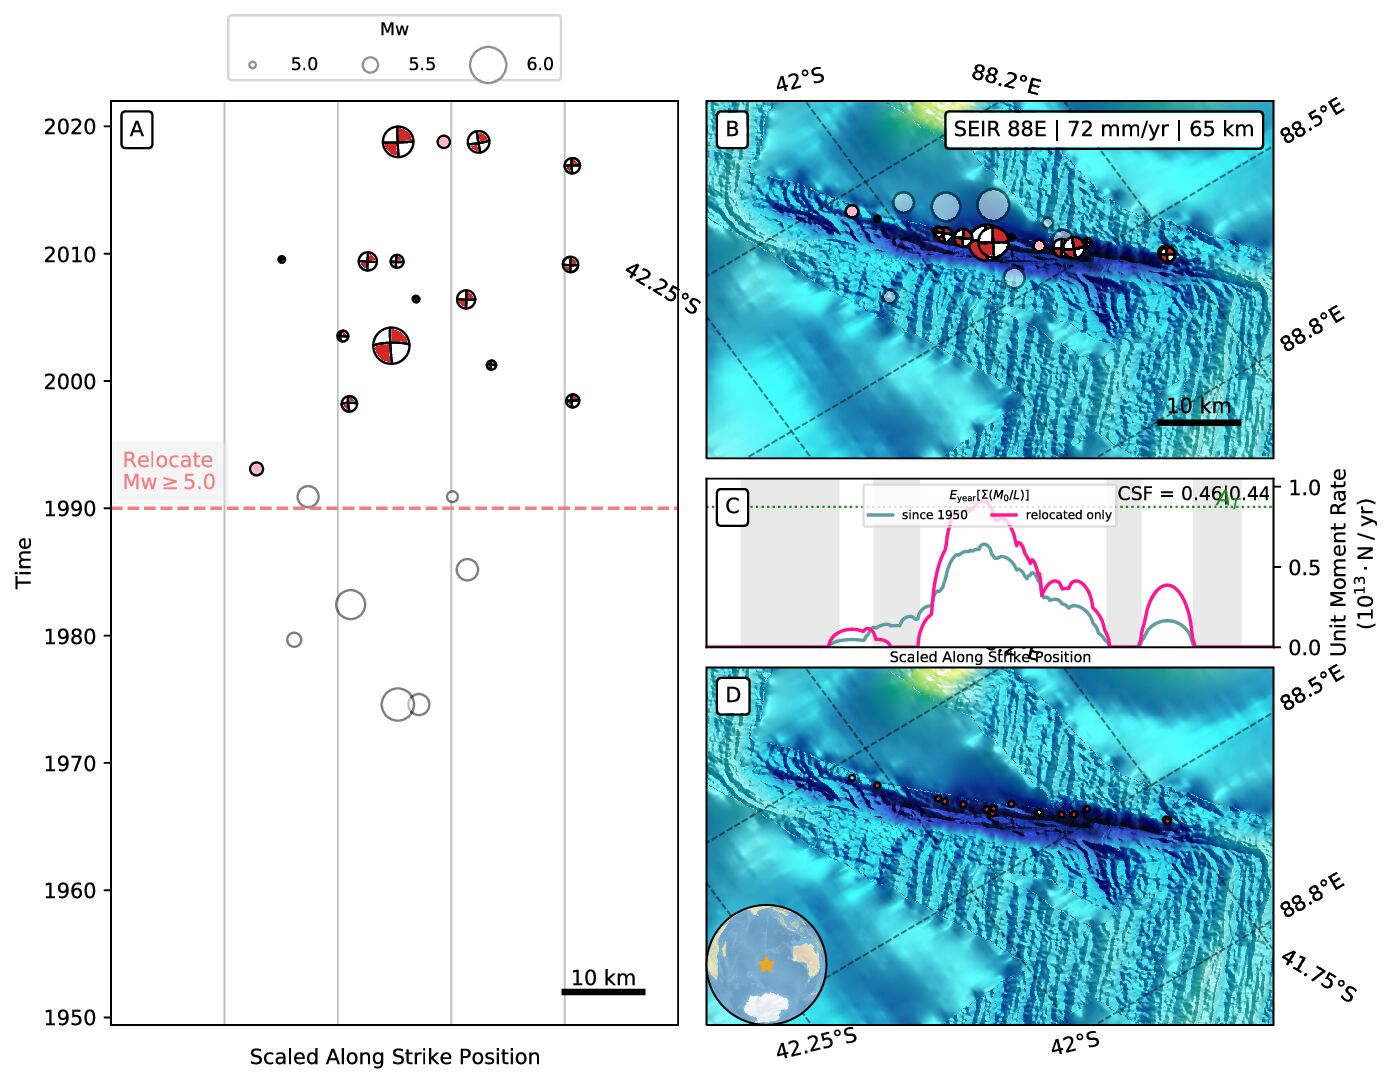 Mw
5.0
5.5
6.0
A
2020
2010
2000
1990
1980
1970
1960
1950
Time
Relocate
Mw ≥ 5.0
10 km
Scaled Along Strike Position
42°S
88.2°E
88.5°E
88.8°E
42.25°S
B
SEIR 88E | 72 mm/yr | 65 km
10 km
C
E_year[Σ(M₀/L)]
since 1950
relocated only
CSF = 0.46|0.44
1.0
0.5
0.0
Unit Moment Rate
(10¹³ · N / yr)
Scaled Along Strike Position
D
88.5°E
88.8°E
41.75°S
42.25°S
42°S